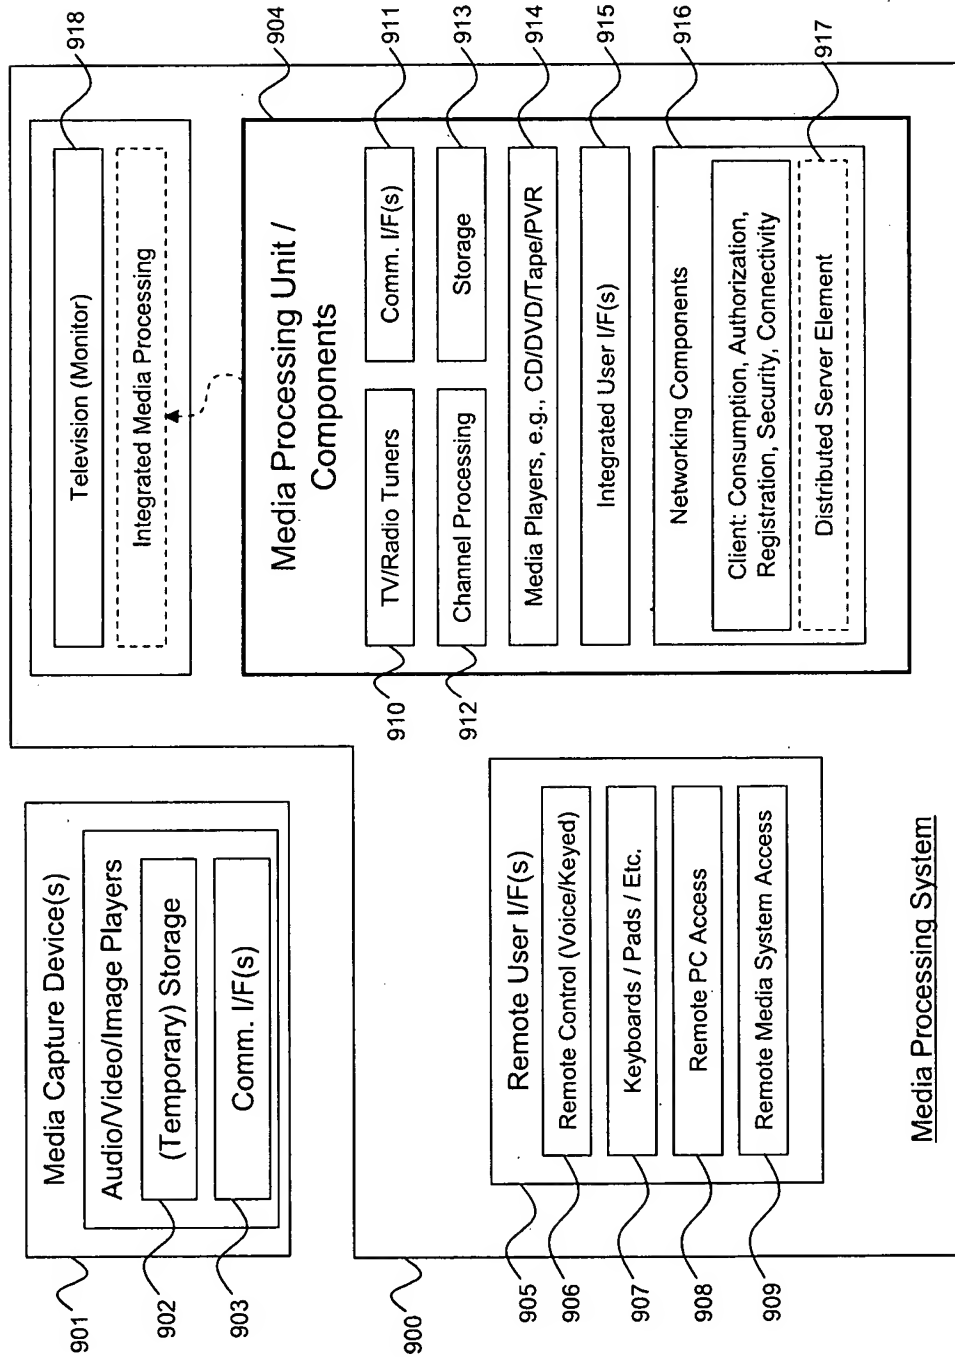 Media Capture Device(s)
Audio/Video/Image Players
(Temporary) Storage
Comm. I/F(s)
901
902
903
Television (Monitor)
Integrated Media Processing
918
900
Remote User I/F(s)
Remote Control (Voice/Keyed)
Keyboards / Pads / Etc.
Remote PC Access
Remote Media System Access
905
906
907
908
909
Media Processing Unit /
Components
904
TV/Radio Tuners
Comm. I/F(s)
910
911
Channel Processing
Storage
912
913
Media Players, e.g., CD/DVD/Tape/PVR
914
Integrated User I/F(s)
915
Networking Components
916
Client: Consumption, Authorization,
Registration, Security, Connectivity
Distributed Server Element
917
Media Processing System